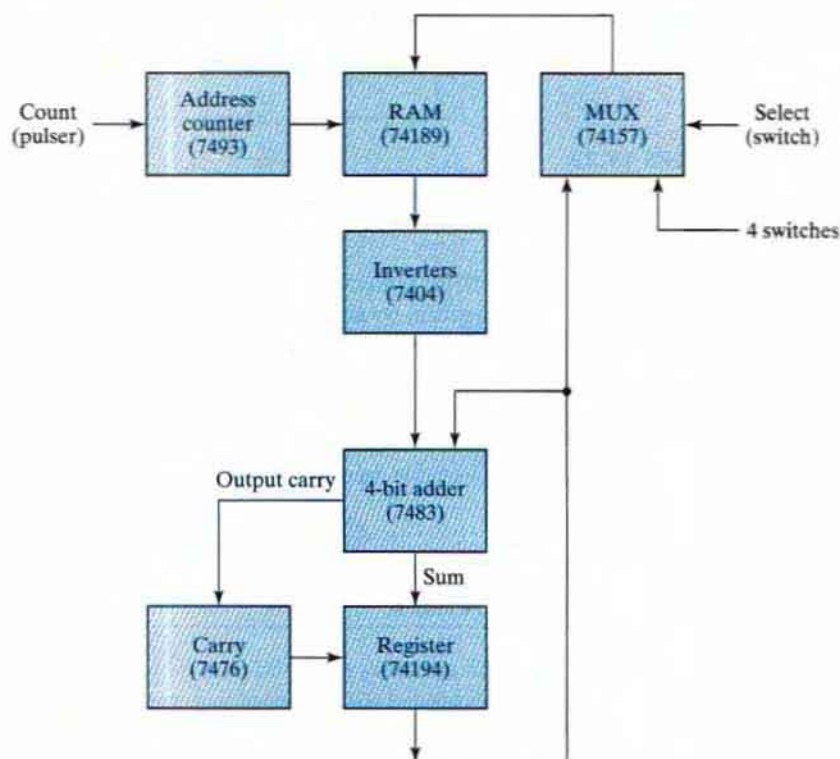 Count
(pulser)
Address
counter
(7493)
RAM
(74189)
MUX
(74157)
Select
(switch)
4 switches
Inverters
(7404)
Output carry
4-bit adder
(7483)
Sum
Carry
(7476)
Register
(74194)